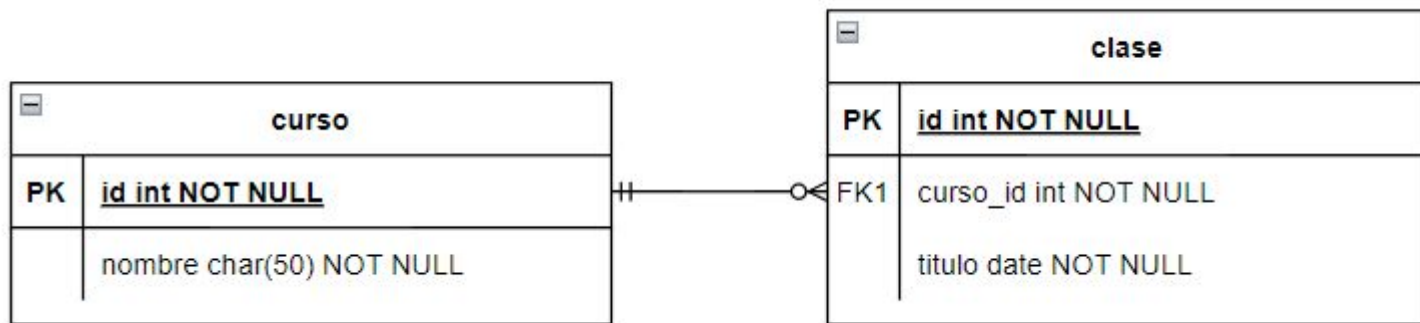 curso
PK id int NOT NULL
nombre char(50) NOT NULL
clase
PK id int NOT NULL
FK1 curso_id int NOT NULL
titulo date NOT NULL